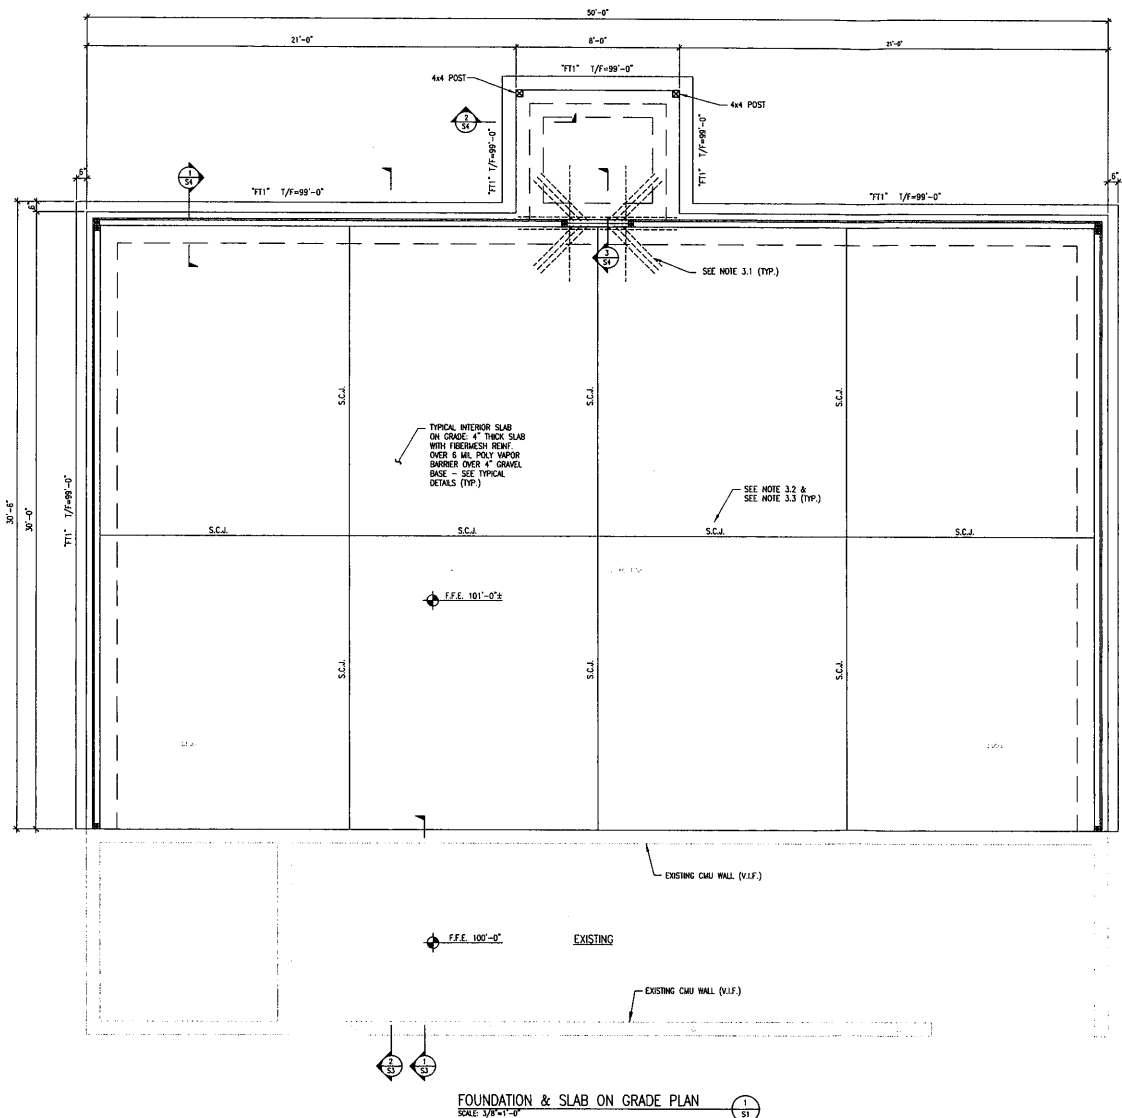 50'-0"
21'-0"
8'-0"
21'-0"
"FT1" T/F=99'-0"
4x4 POST
4x4 POST
2
S4
"FT1" T/F=99'-0"
"FT1" T/F=99'-0"
1
S4
6"
6"
6"
"FT1" T/F=99'-0"
"FT1" T/F=99'-0"
3
S4
SEE NOTE 3.1 (TYP.)
S.C.J.
S.C.J.
S.C.J.
TYPICAL INTERIOR SLAB
ON GRADE: 4" THICK SLAB
WITH FIBERMESH REINF.
OVER 6 MIL POLY VAPOR
BARRIER OVER 4" GRAVEL
BASE - SEE TYPICAL
DETAILS (TYP.)
SEE NOTE 3.2 &
SEE NOTE 3.3 (TYP.)
30'-6"
30'-0"
"FT1" T/F=99'-0"
S.C.J.
S.C.J.
S.C.J.
S.C.J.
F.F.E. 101'-0"±
S.C.J.
S.C.J.
S.C.J.
EXISTING CMU WALL (V.I.F.)
F.F.E. 100'-0"
EXISTING
EXISTING CMU WALL (V.I.F.)
2
S3
1
S3
FOUNDATION & SLAB ON GRADE PLAN
SCALE: 3/8"=1'-0"
1
S1